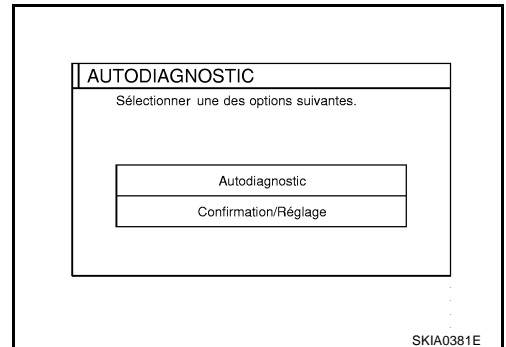 AUTODIAGNOSTIC
Sélectionner une des options suivantes.
Autodiagnostic
Confirmation/Réglage
SKIA0381E